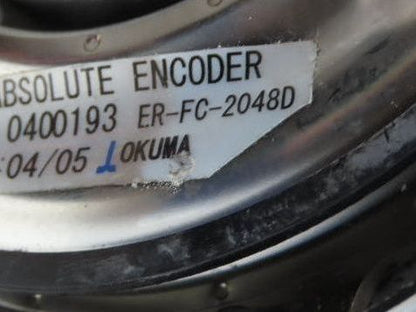 ABSOLUTE ENCODER
0400193 ER-FC-2048D
:04/05 OKUMA